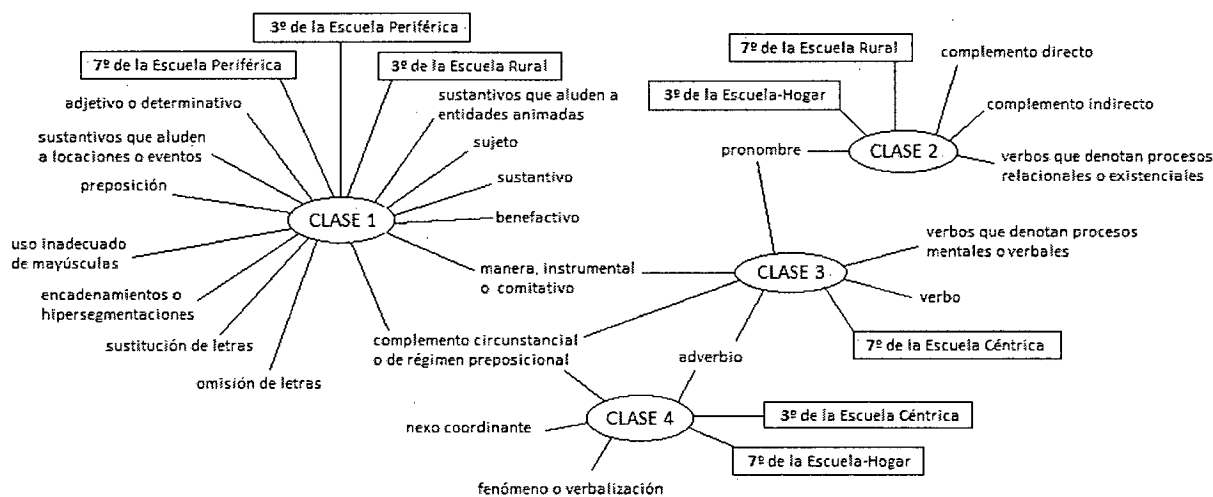 3º de la Escuela Periférica
7º de la Escuela Periférica
3º de la Escuela Rural
adjetivo o determinativo
sustantivos que aluden a
entidades animadas
sustantivos que aluden
a locaciones o eventos
sujeto
preposición
sustantivo
CLASE 1
benefactivo
uso inadecuado
de mayúsculas
manera, instrumental
o comitativo
encadenamientos o
hipersegmentaciones
sustitución de letras
complemento circunstancial
o de régimen preposicional
omisión de letras
7º de la Escuela Rural
complemento directo
3º de la Escuela-Hogar
complemento indirecto
pronombre
CLASE 2
verbos que denotan procesos
relacionales o existenciales
verbos que denotan procesos
mentales o verbales
CLASE 3
verbo
7º de la Escuela Céntrica
adverbio
CLASE 4
3º de la Escuela Céntrica
nexo coordinante
7º de la Escuela-Hogar
fenómeno o verbalización